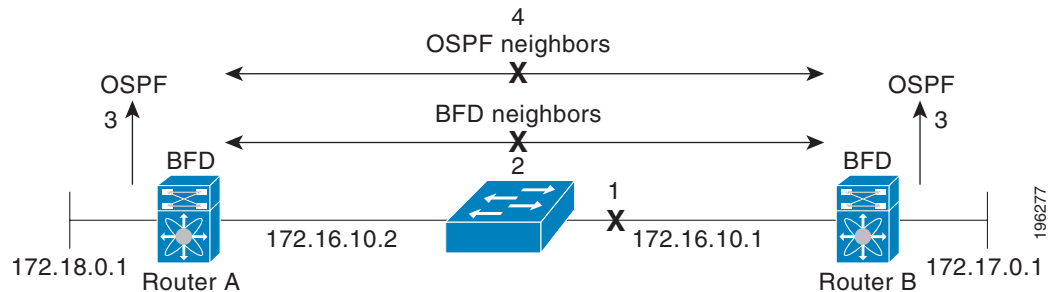 4
OSPF neighbors
X
OSPF
OSPF
3
BFD neighbors
3
X
BFD
2
BFD
1
X
172.16.10.2
172.16.10.1
172.18.0.1
172.17.0.1
Router A
Router B
196277